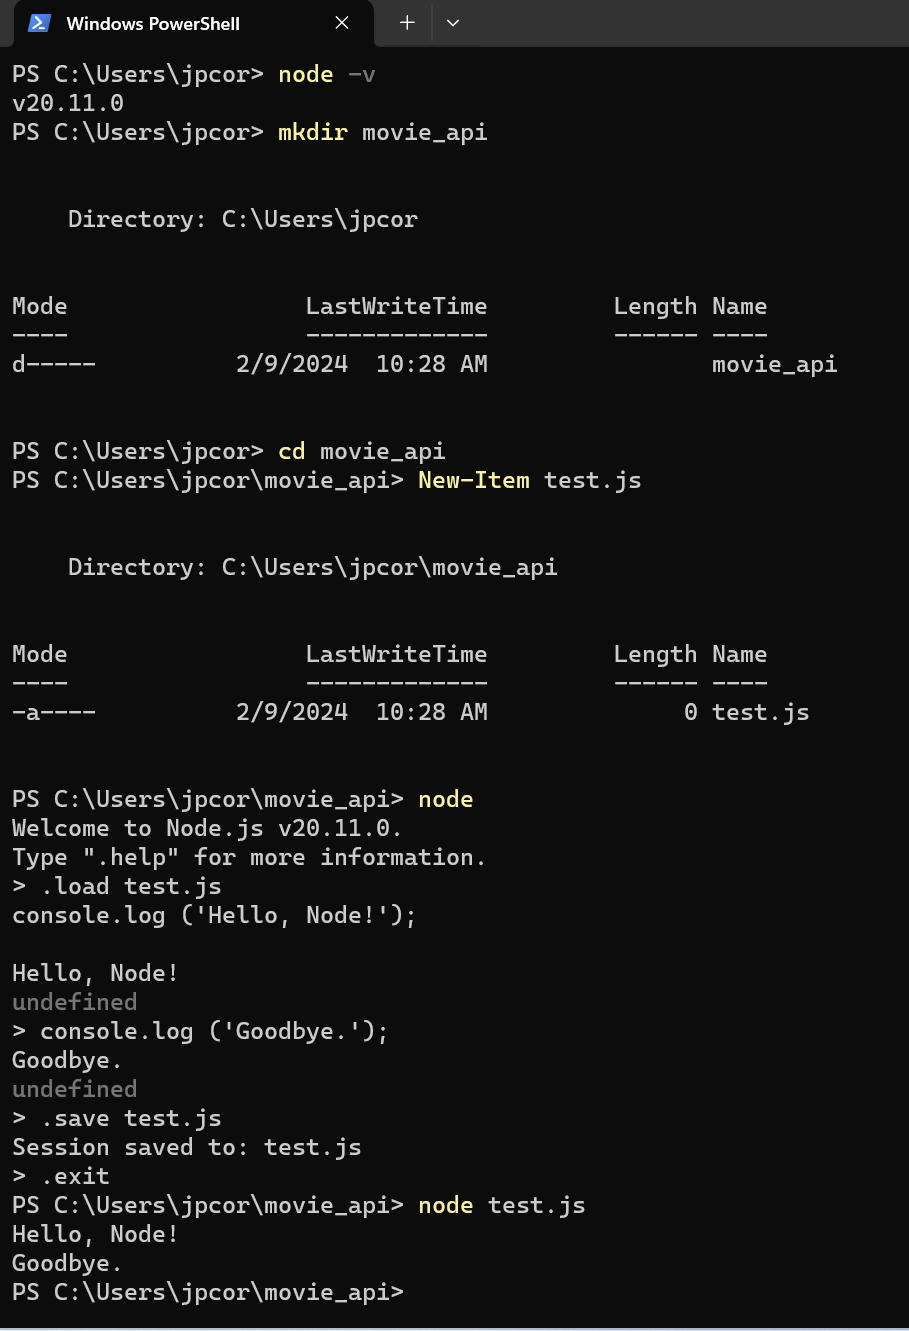 Windows PowerShell
PS C:\Users\jpcor> node -v
v20.11.0
PS C:\Users\jpcor> mkdir movie_api
    Directory: C:\Users\jpcor
Mode                 LastWriteTime         Length Name
----                 -------------         ------ ----
d-----          2/9/2024  10:28 AM                movie_api
PS C:\Users\jpcor> cd movie_api
PS C:\Users\jpcor\movie_api> New-Item test.js
    Directory: C:\Users\jpcor\movie_api
Mode                 LastWriteTime         Length Name
----                 -------------         ------ ----
-a----          2/9/2024  10:28 AM              0 test.js
PS C:\Users\jpcor\movie_api> node
Welcome to Node.js v20.11.0.
Type ".help" for more information.
> .load test.js
console.log ('Hello, Node!');
Hello, Node!
undefined
> console.log ('Goodbye.');
Goodbye.
undefined
> .save test.js
Session saved to: test.js
> .exit
PS C:\Users\jpcor\movie_api> node test.js
Hello, Node!
Goodbye.
PS C:\Users\jpcor\movie_api>